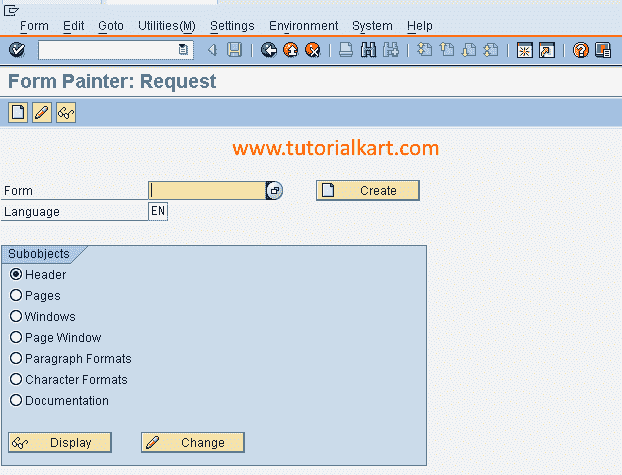 Form Edit Goto Utilities(M) Settings Environment System Help
Form Painter: Request
www.tutorialkart.com
Form Create
Language EN
Subobjects
Header
Pages
Windows
Page Window
Paragraph Formats
Character Formats
Documentation
Display Change